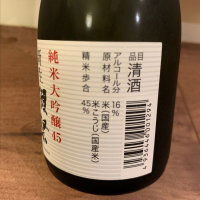 品目 清酒
アルコール分 16%
原材料名 米(国産)
米こうじ(国産米)
精米歩合 45%
純米大吟醸45
4936446001294